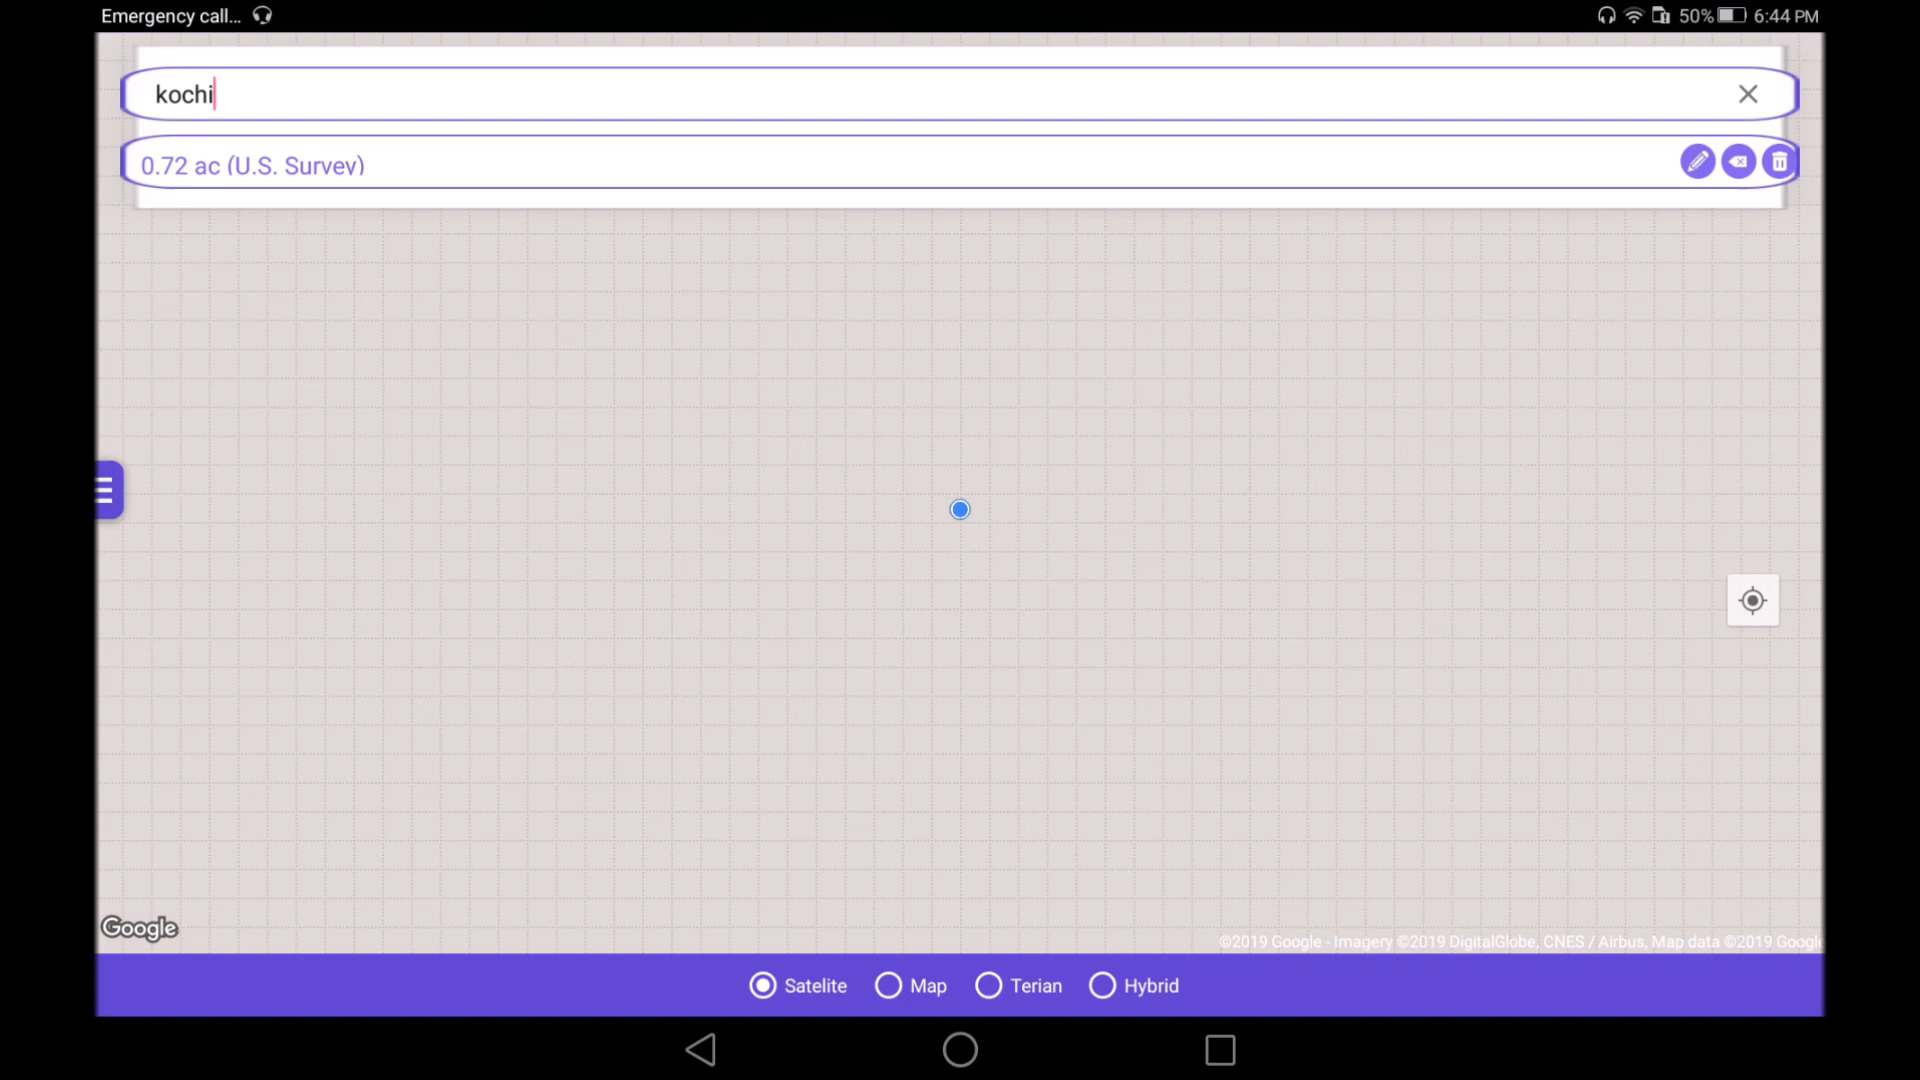 Emergency call...
50%
6:44 PM
kochi
0.72 ac (U.S. Survey)
Google
©2019 Google - Imagery ©2019 DigitalGlobe, CNES / Airbus, Map data ©2019 Google
Satelite
Map
Terian
Hybrid